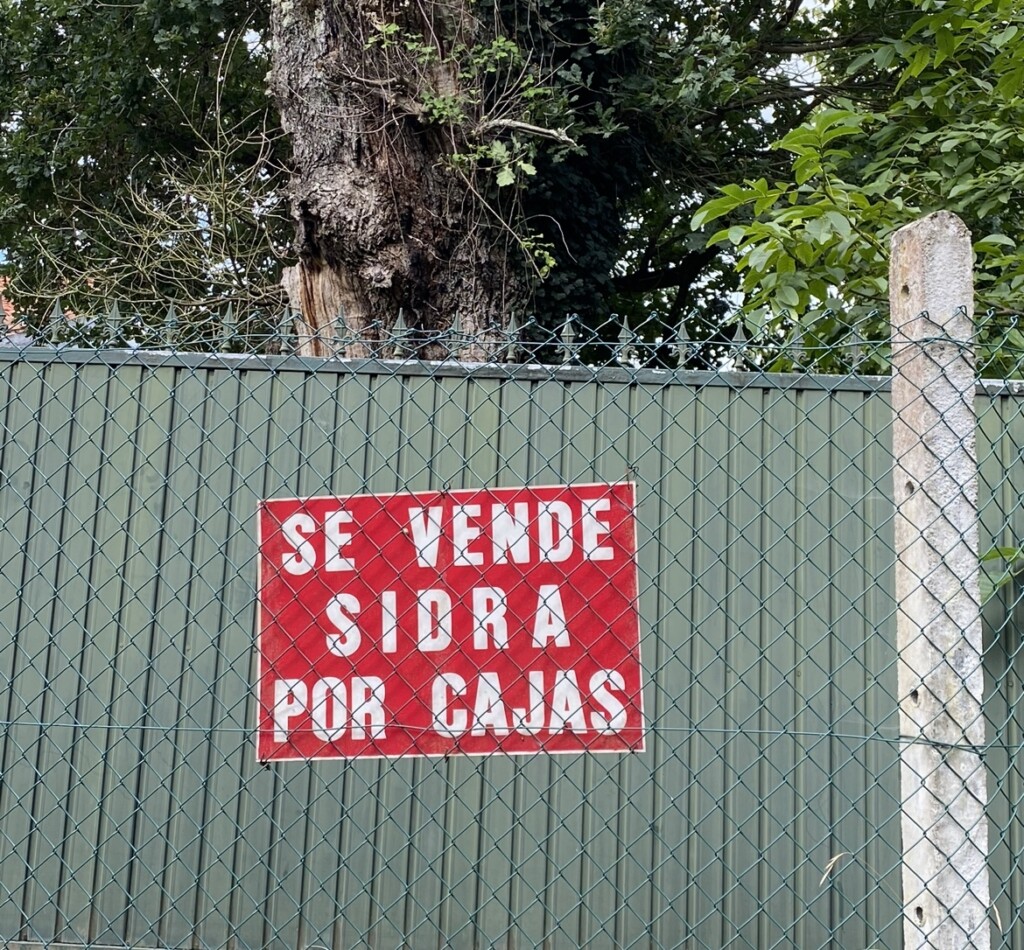 SE VENDE
SIDRA
POR CAJAS